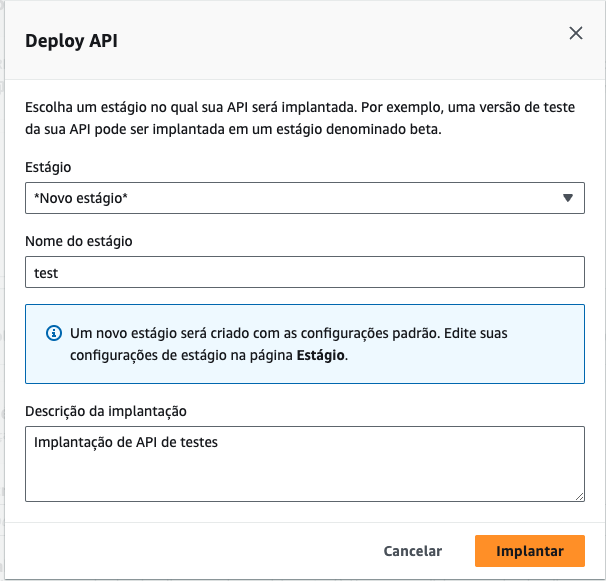 Deploy API
Escolha um estágio no qual sua API será implantada. Por exemplo, uma versão de teste
da sua API pode ser implantada em um estágio denominado beta.
Estágio
*Novo estágio*
Nome do estágio
test
Um novo estágio será criado com as configurações padrão. Edite suas
configurações de estágio na página Estágio.
Descrição da implantação
Implantação de API de testes
Cancelar
Implantar